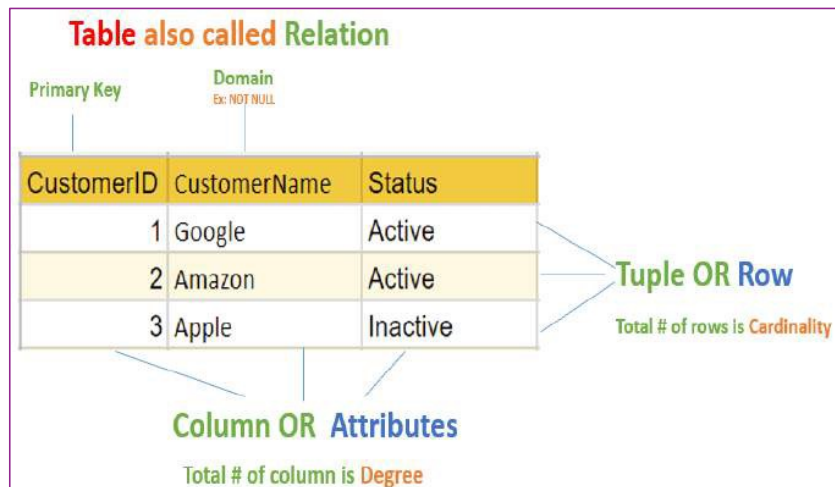 Table also called Relation
Primary Key
Domain
Ex: NOT NULL
CustomerID CustomerName Status
1 Google Active
2 Amazon Active
3 Apple Inactive
Tuple OR Row
Total # of rows is Cardinality
Column OR Attributes
Total # of column is Degree